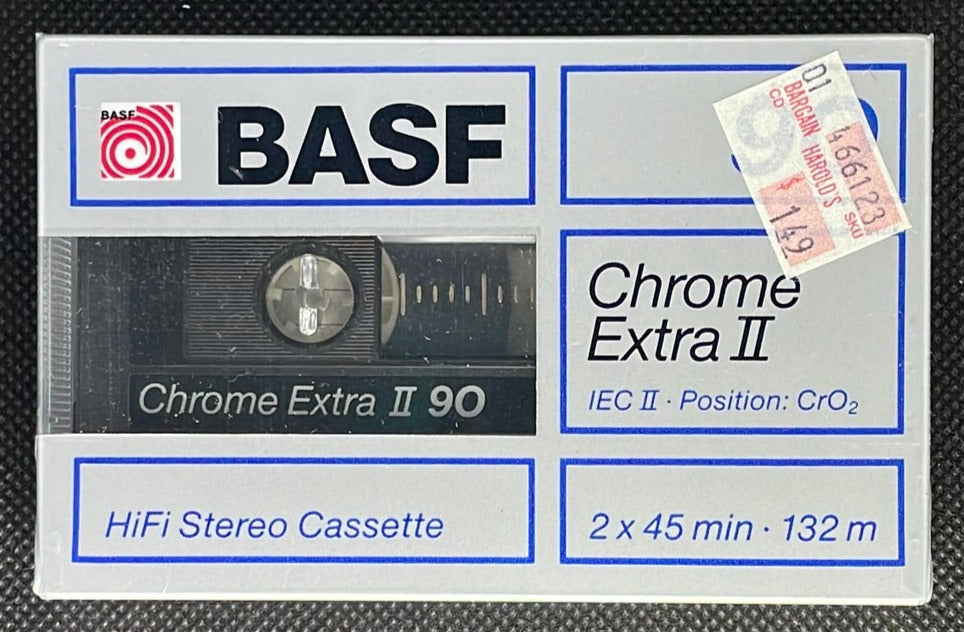 BASF
BASF
90
01
BARGAIN HAROLD'S
CD
466123
SKU
$ 149
Chrome
Extra II
IEC II · Position: CrO₂
Chrome Extra II 90
HiFi Stereo Cassette
2 x 45 min · 132 m